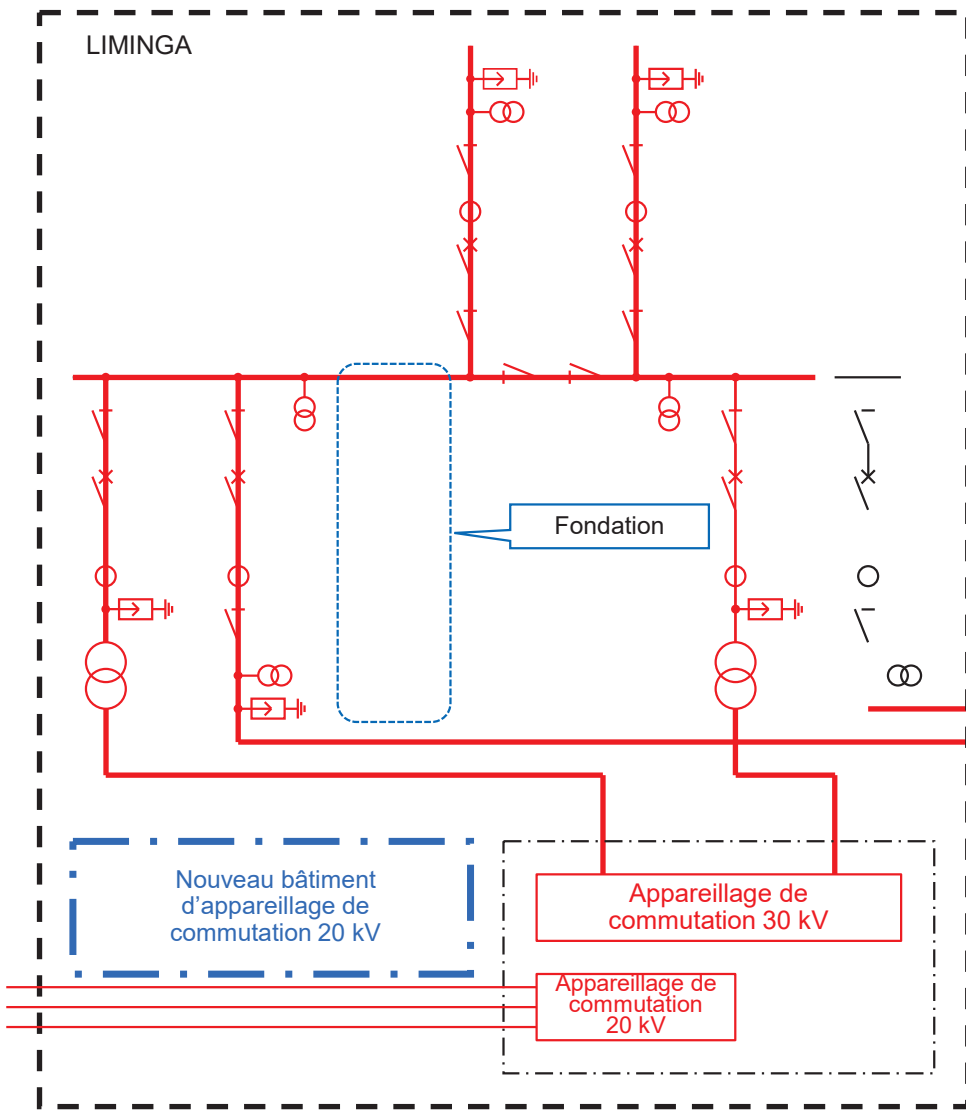 LIMINGA
Fondation
Nouveau bâtiment
d'appareillage de
commutation 20 kV
Appareillage de
commutation 30 kV
Appareillage de
commutation
20 kV